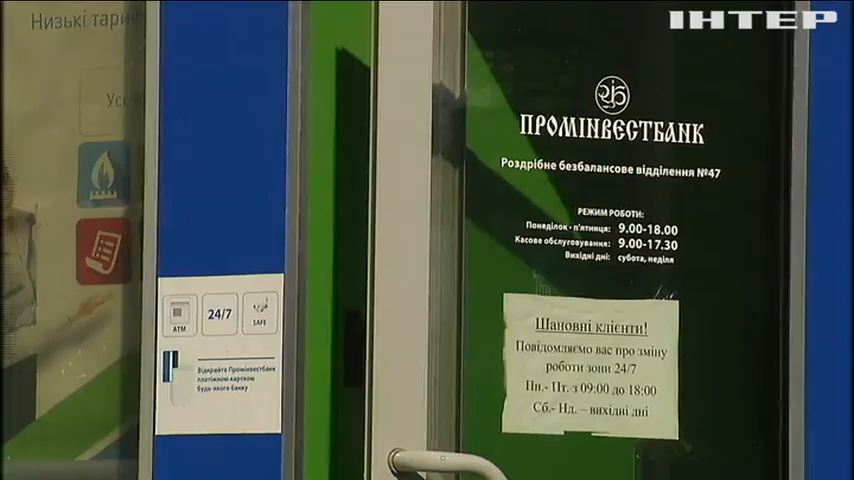 ІНТЕР
Низькі
ПРОМІНВЕСТБАНК
Роздрібне безбалансове відділення №47
РЕЖИМ РОБОТИ:
Понеділок - п'ятниця: 9.00-18.00
Касове обслуговування: 9.00-17.30
Вихідні дні: субота, неділя
ATM
24/7
SAFE
Відкрийте Промінвестбанк
платіжною карткою
будь-якого банку
Шановні клієнти!
Повідомляємо вас про зміну
роботи зони 24/7
Пн.- Пт. з 09:00 до 18:00
Сб.- Нд. – вихідні дні